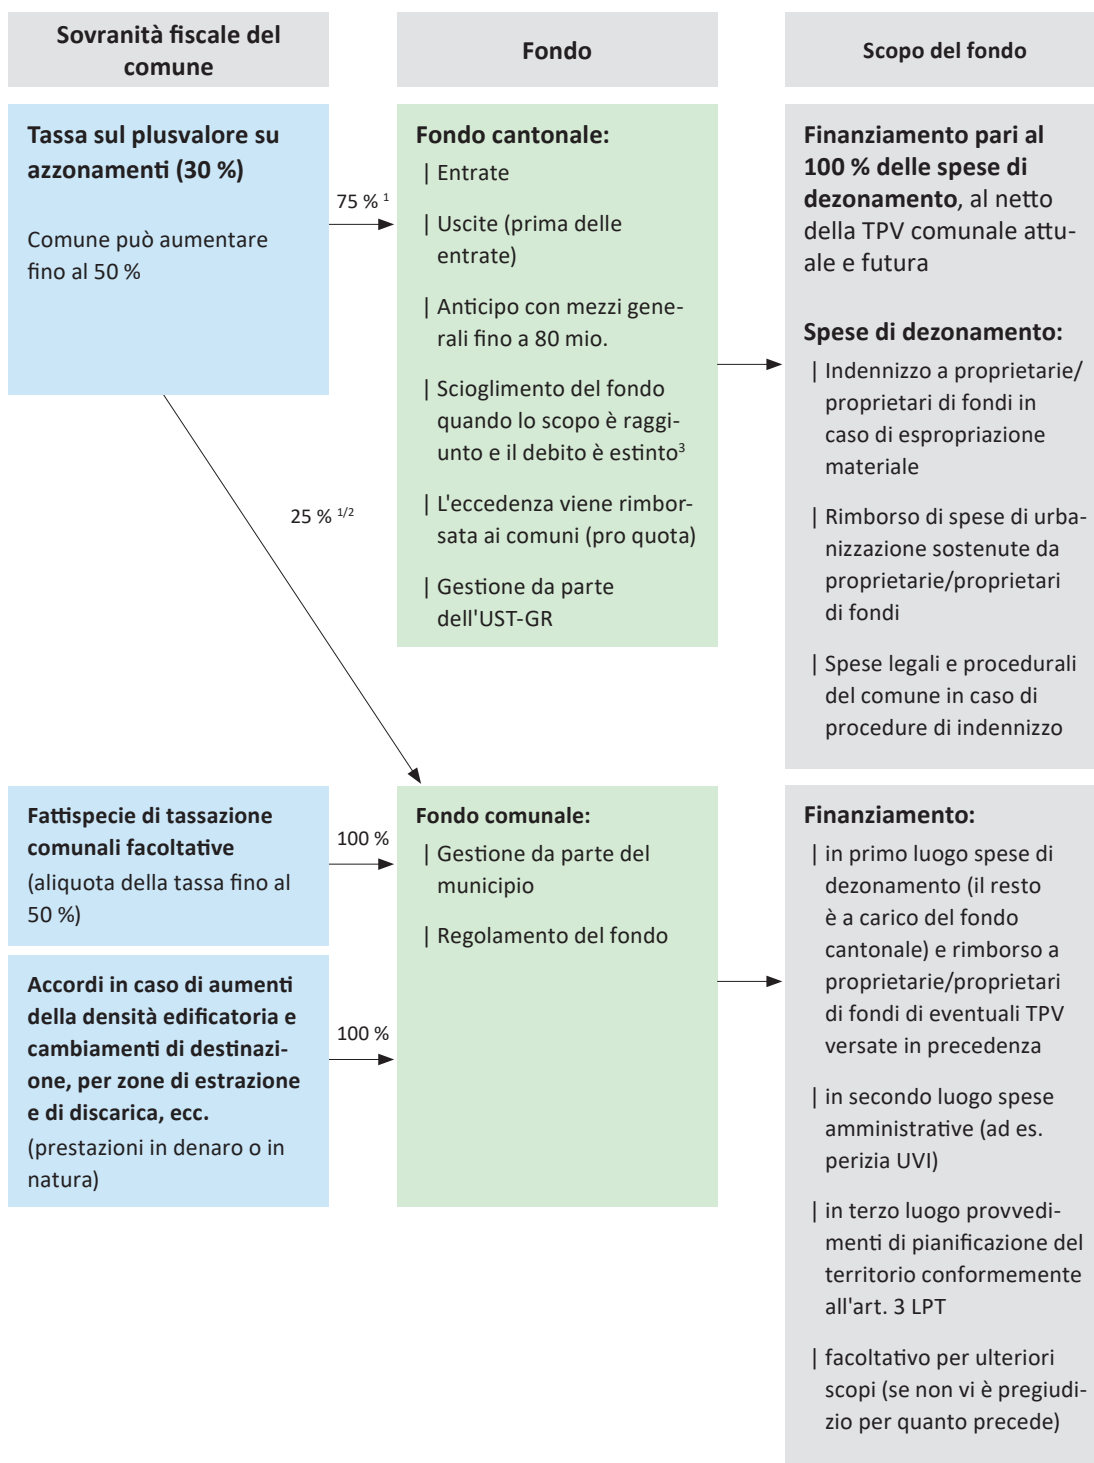 Sovranità fiscale del
comune
Fondo
Scopo del fondo
Tassa sul plusvalore su
azzonamenti (30 %)
Comune può aumentare
fino al 50 %
75 % 1
25 % 1/2
Fondo cantonale:
| Entrate
| Uscite (prima delle
entrate)
| Anticipo con mezzi gene-
rali fino a 80 mio.
| Scioglimento del fondo
quando lo scopo è raggi-
unto e il debito è estinto3
| L'eccedenza viene rimbor-
sata ai comuni (pro quota)
| Gestione da parte
dell'UST-GR
Finanziamento pari al
100 % delle spese di
dezonamento, al netto
della TPV comunale attu-
ale e futura
Spese di dezonamento:
| Indennizzo a proprietarie/
proprietari di fondi in
caso di espropriazione
materiale
| Rimborso di spese di urba-
nizzazione sostenute da
proprietarie/proprietari
di fondi
| Spese legali e procedurali
del comune in caso di
procedure di indennizzo
Fattispecie di tassazione
comunali facoltative
(aliquota della tassa fino al
50 %)
100 %
Accordi in caso di aumenti
della densità edificatoria e
cambiamenti di destinazi-
one, per zone di estrazione
e di discarica, ecc.
(prestazioni in denaro o in
natura)
100 %
Fondo comunale:
| Gestione da parte del
municipio
| Regolamento del fondo
Finanziamento:
| in primo luogo spese di
dezonamento (il resto
è a carico del fondo
cantonale) e rimborso a
proprietarie/proprietari
di fondi di eventuali TPV
versate in precedenza
| in secondo luogo spese
amministrative (ad es.
perizia UVI)
| in terzo luogo provvedi-
menti di pianificazione del
territorio conformemente
all'art. 3 LPT
| facoltativo per ulteriori
scopi (se non vi è pregiudi-
zio per quanto precede)